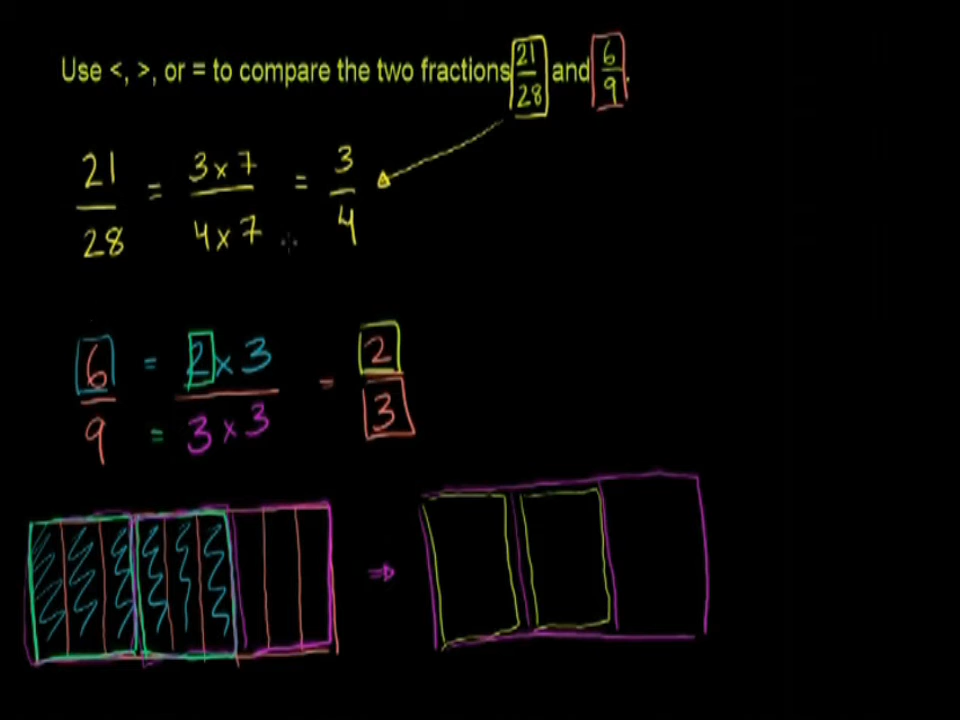 Use <, >, or = to compare the two fractions 21/28 and 6/9.
21/28 = 3 x 7/4 x 7 = 3/4
6/9 = 2 x 3/3 x 3 = 2/3